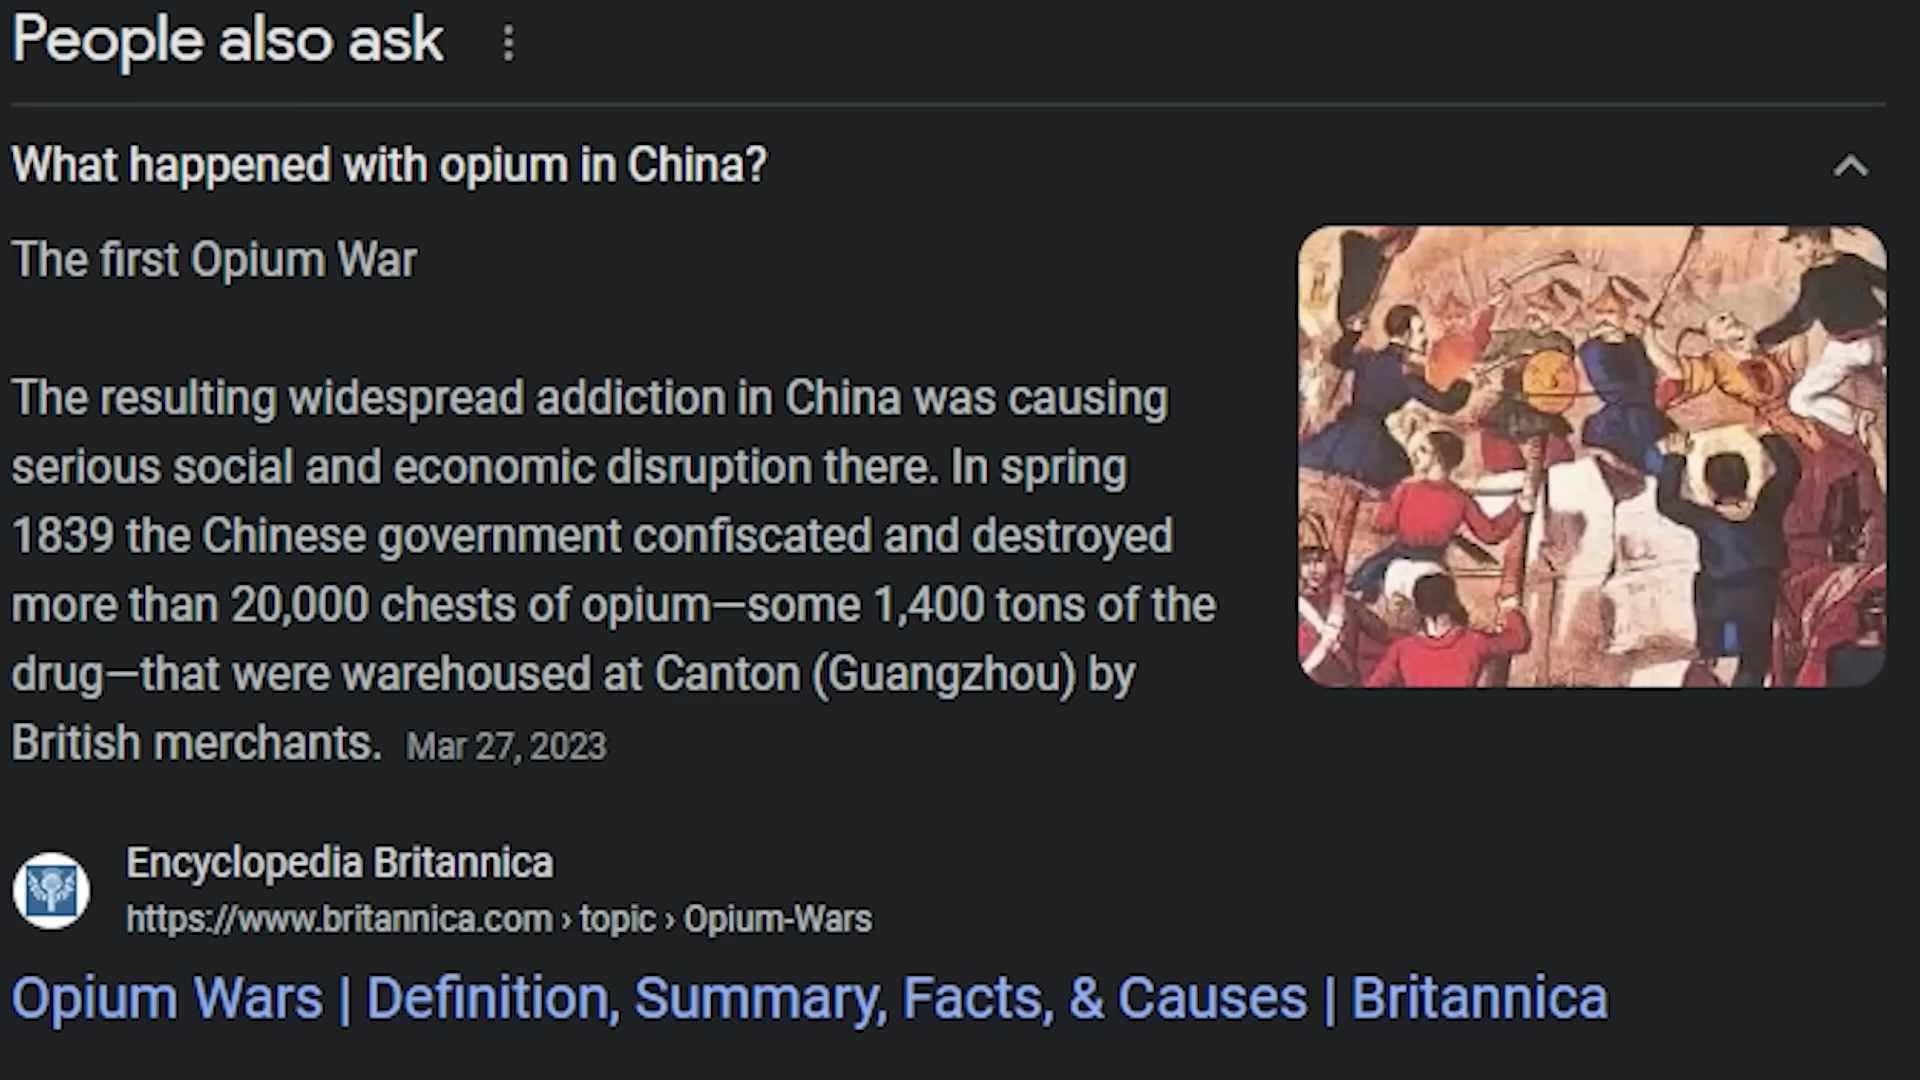 People also ask
What happened with opium in China?
The first Opium War
The resulting widespread addiction in China was causing
serious social and economic disruption there. In spring
1839 the Chinese government confiscated and destroyed
more than 20,000 chests of opium—some 1,400 tons of the
drug—that were warehoused at Canton (Guangzhou) by
British merchants. Mar 27, 2023
Encyclopedia Britannica
https://www.britannica.com › topic › Opium-Wars
Opium Wars | Definition, Summary, Facts, & Causes | Britannica